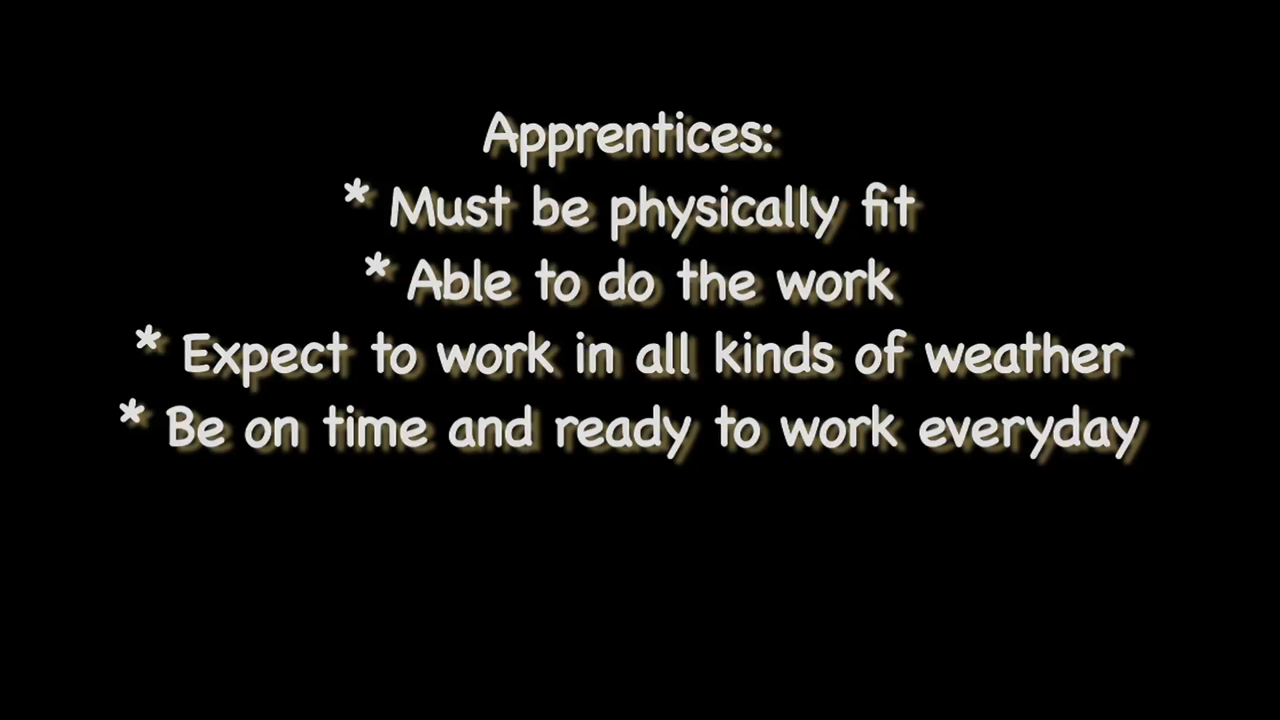 Apprentices:
* Must be physically fit
* Able to do the work
* Expect to work in all kinds of weather
* Be on time and ready to work everyday